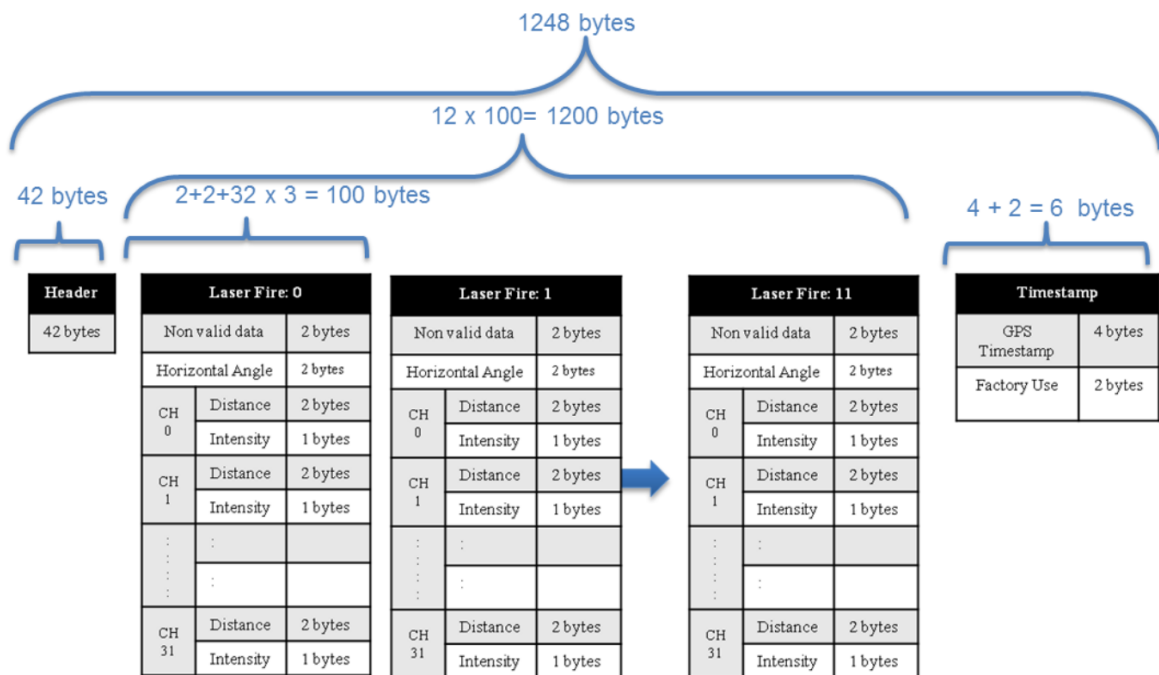 1248 bytes
12 x 100= 1200 bytes
42 bytes
2+2+32 x 3 = 100 bytes
4 + 2 = 6 bytes
Header
42 bytes
Laser Fire: 0
Non valid data 2 bytes
Horizontal Angle 2 bytes
CH 0 Distance 2 bytes
Intensity 1 bytes
CH 1 Distance 2 bytes
Intensity 1 bytes
: :
: :
CH 31 Distance 2 bytes
Intensity 1 bytes
Laser Fire: 1
Non valid data 2 bytes
Horizontal Angle 2 bytes
CH 0 Distance 2 bytes
Intensity 1 bytes
CH 1 Distance 2 bytes
Intensity 1 bytes
: :
: :
CH 31 Distance 2 bytes
Intensity 1 bytes
Laser Fire: 11
Non valid data 2 bytes
Horizontal Angle 2 bytes
CH 0 Distance 2 bytes
Intensity 1 bytes
CH 1 Distance 2 bytes
Intensity 1 bytes
: :
: :
CH 31 Distance 2 bytes
Intensity 1 bytes
Timestamp
GPS Timestamp 4 bytes
Factory Use 2 bytes